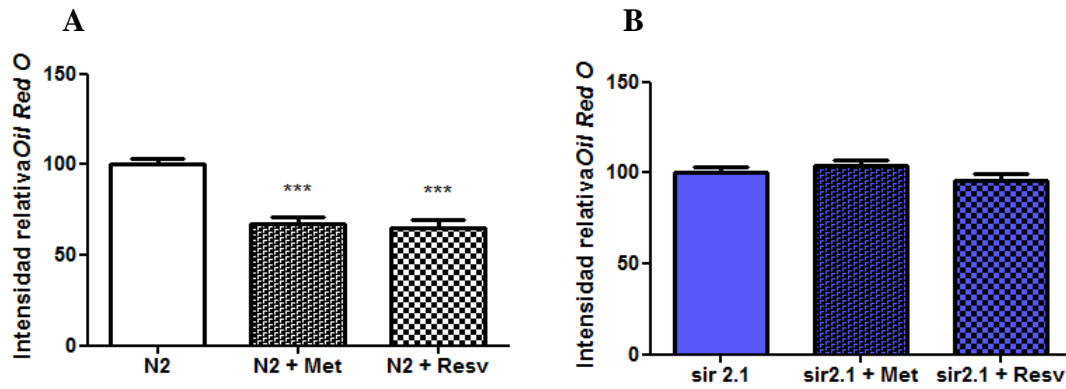 A
Intensidad relativaOil Red O
150
100
50
0
***
***
N2
N2 + Met
N2 + Resv
B
Intensidad relativaOil Red O
150
100
50
0
sir 2.1
sir2.1 + Met
sir2.1 + Resv